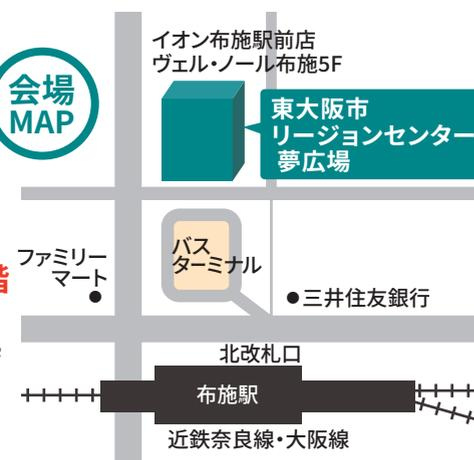 イオン布施駅前店
ヴェル・ノール布施5F
会場
MAP
東大阪市
リージョンセンター
夢広場
バス
ターミナル
ファミリー
マート
階
三井住友銀行
北改札口
布施駅
近鉄奈良線・大阪線